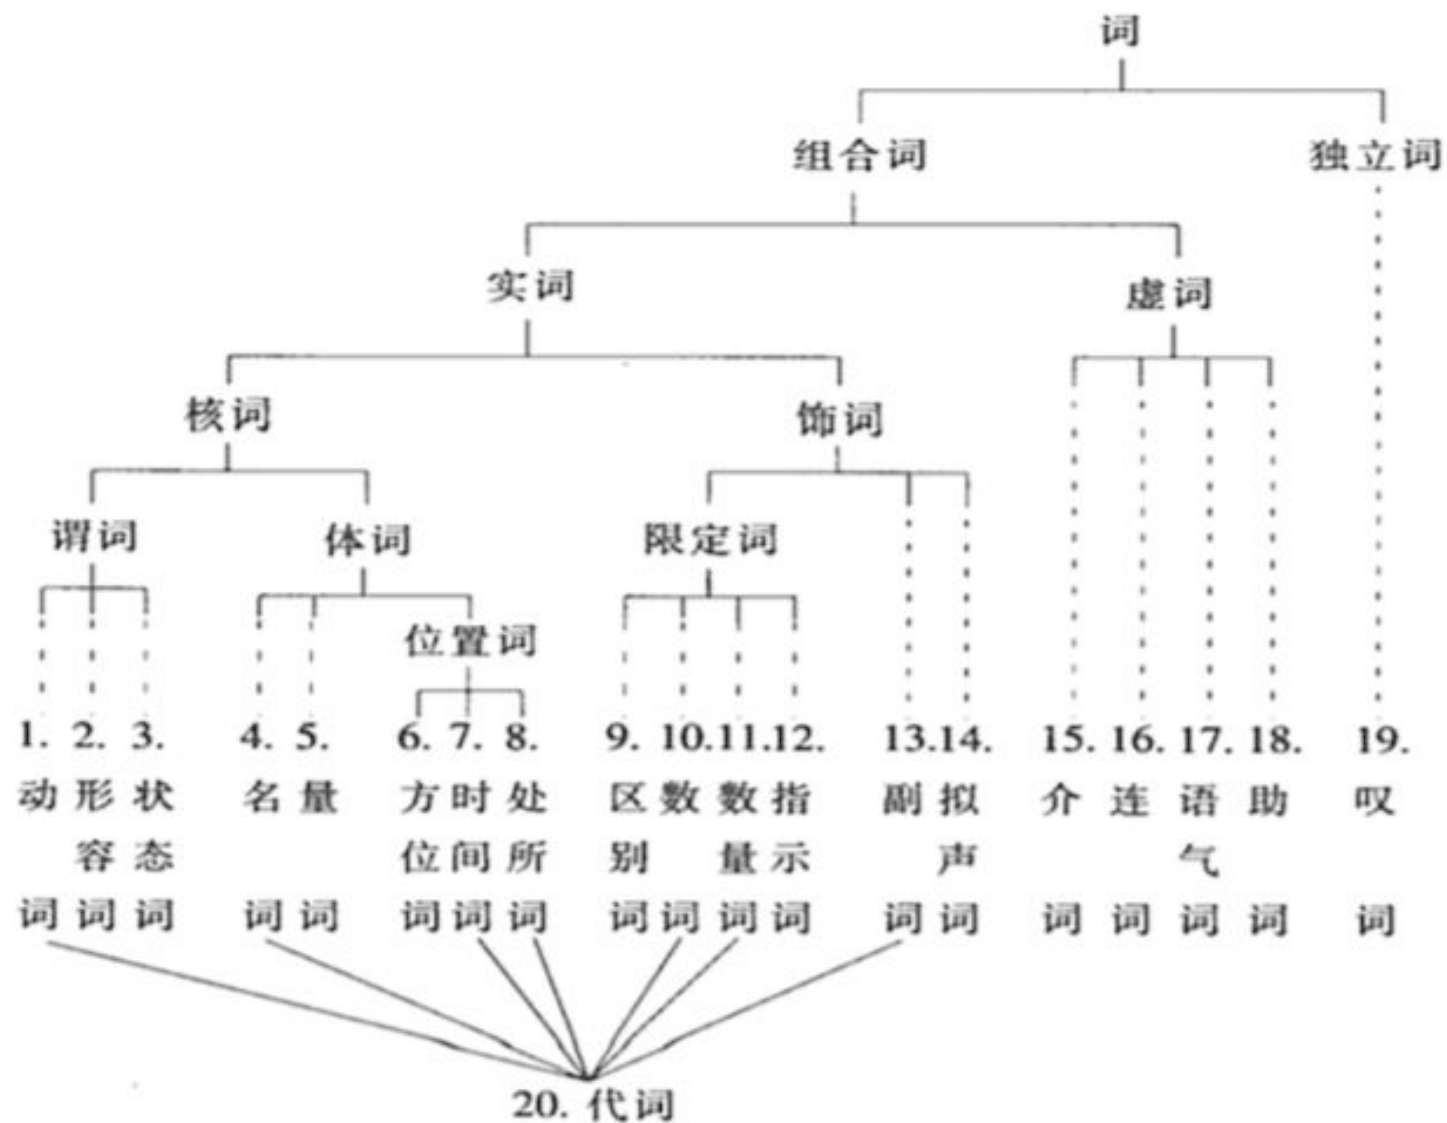 词
组合词 独立词
实词 虚词
核词 饰词
谓词 体词 限定词
位置词
1. 2. 3. 4. 5. 6. 7. 8. 9. 10. 11. 12. 13. 14. 15. 16. 17. 18. 19.
动词
形容词
状态词
名词
量词
方位词
时间词
处所词
区别词
数词
数量词
指示词
副词
拟声词
介词
连词
语气词
助词
叹词
20. 代词